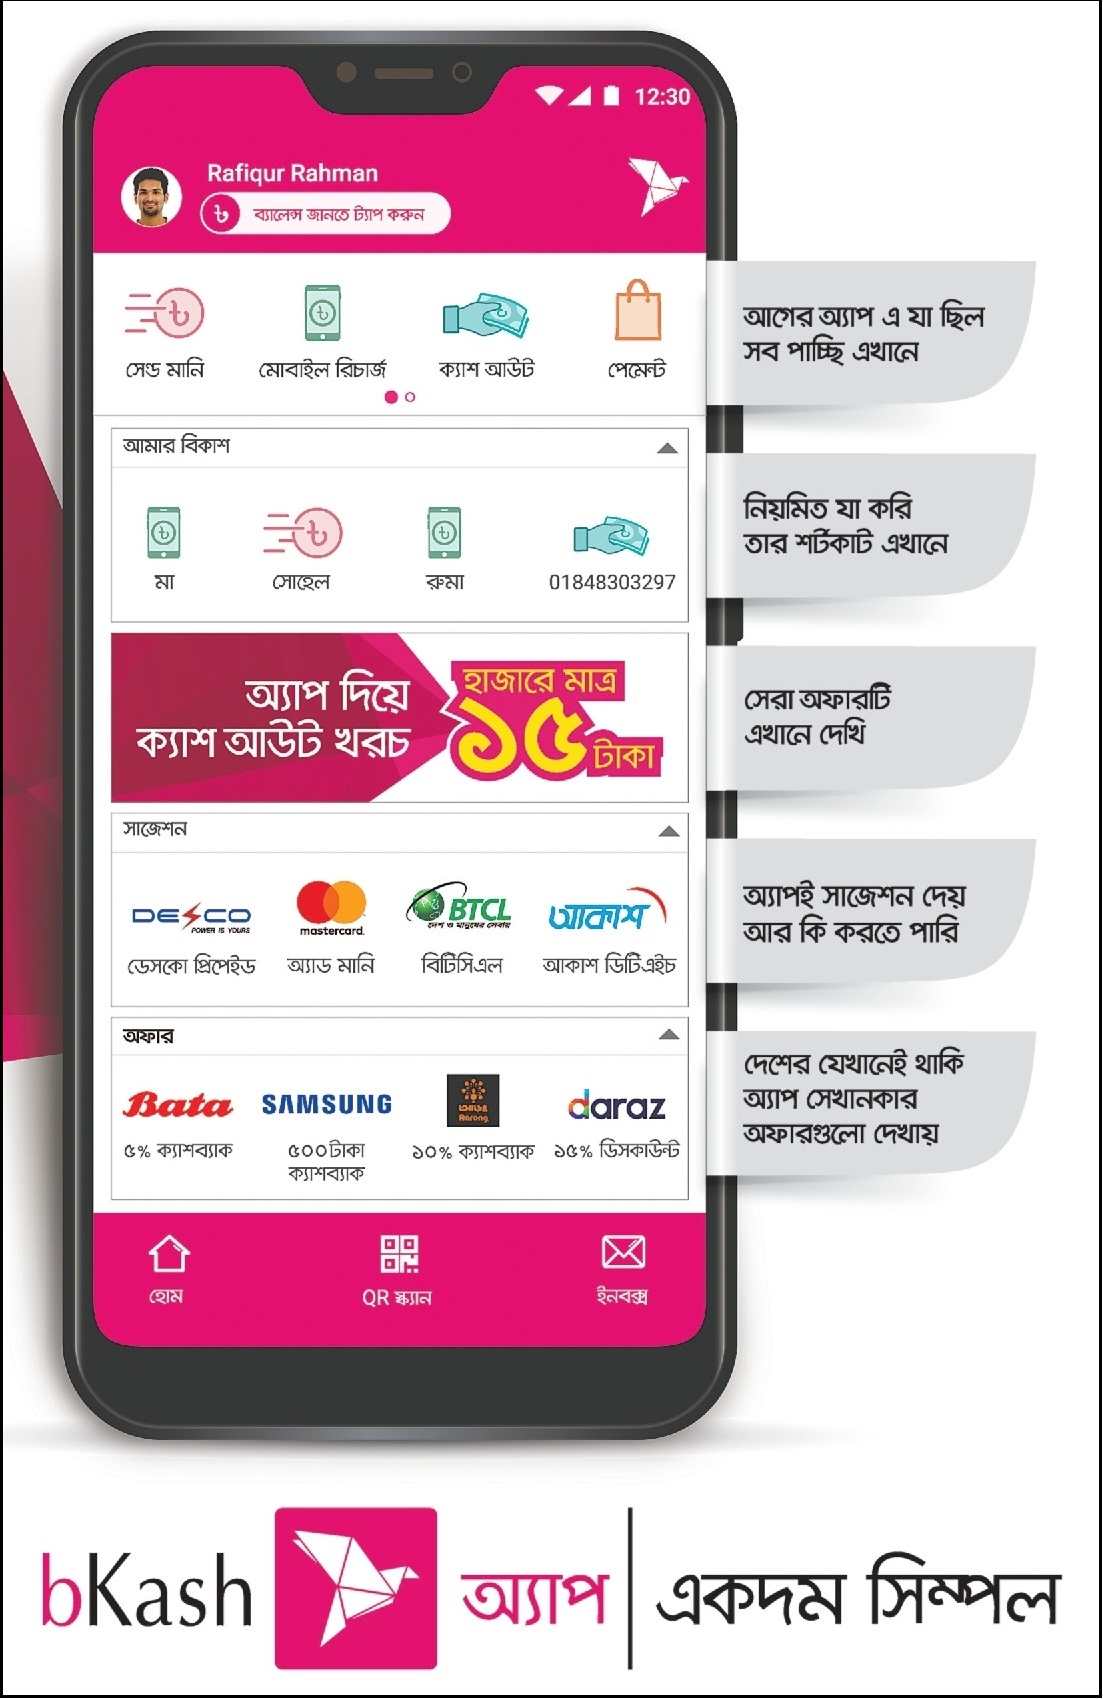 12:30
Rafiqur Rahman
৳ ব্যালেন্স জানতে ট্যাপ করুন
সেন্ড মানি
মোবাইল রিচার্জ
ক্যাশ আউট
পেমেন্ট
আগের অ্যাপ এ যা ছিল
সব পাচ্ছি এখানে
আমার বিকাশ
মা
সোহেল
রুমা
01848303297
নিয়মিত যা করি
তার শর্টকাট এখানে
অ্যাপ দিয়ে
ক্যাশ আউট খরচ
হাজারে মাত্র
১৫
টাকা
সেরা অফারটি
এখানে দেখি
সাজেশন
DESCO
POWER IS YOURS
mastercard.
BTCL
দেশ ও মানুষের সেবায়
আকাশ
ডেসকো প্রিপেইড
অ্যাড মানি
বিটিসিএল
আকাশ ডিটিএইচ
অ্যাপই সাজেশন দেয়
আর কি করতে পারি
অফার
Bata
SAMSUNG
আড়ং
Aarong
daraz
৫% ক্যাশব্যাক
৫০০টাকা
ক্যাশব্যাক
১০% ক্যাশব্যাক
১৫% ডিসকাউন্ট
দেশের যেখানেই থাকি
অ্যাপ সেখানকার
অফারগুলো দেখায়
হোম
QR স্ক্যান
ইনবক্স
bKash অ্যাপ | একদম সিম্পল